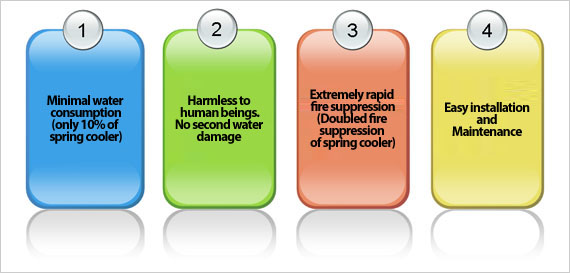 1
Minimal water
consumption
(only 10% of
spring cooler)
2
Harmless to
human beings.
No second water
damage
3
Extremely rapid
fire suppression
(Doubled fire
suppression
of spring cooler)
4
Easy installation
and
Maintenance